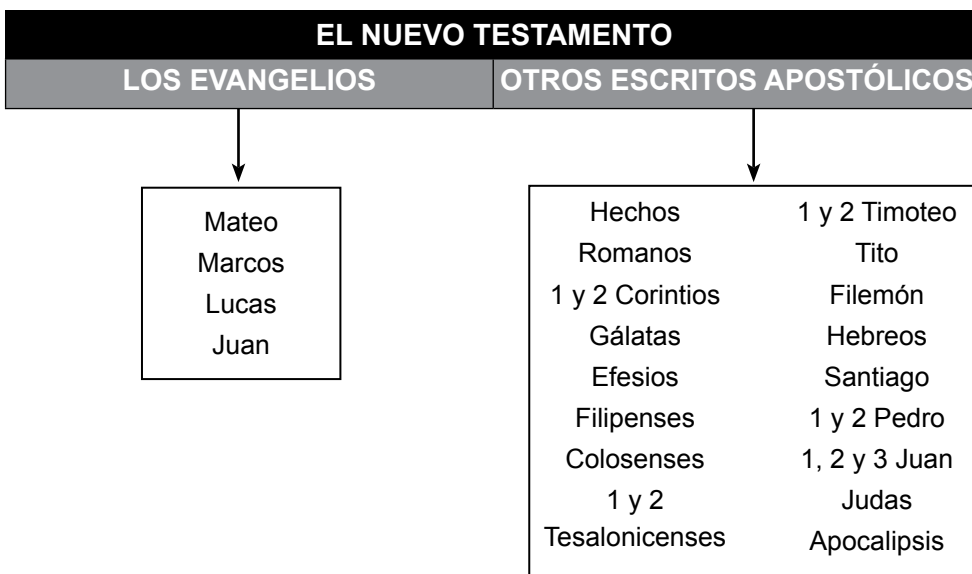 EL NUEVO TESTAMENTO
LOS EVANGELIOS
OTROS ESCRITOS APOSTÓLICOS
Mateo
Marcos
Lucas
Juan
Hechos
Romanos
1 y 2 Corintios
Gálatas
Efesios
Filipenses
Colosenses
1 y 2
Tesalonicenses
1 y 2 Timoteo
Tito
Filemón
Hebreos
Santiago
1 y 2 Pedro
1, 2 y 3 Juan
Judas
Apocalipsis